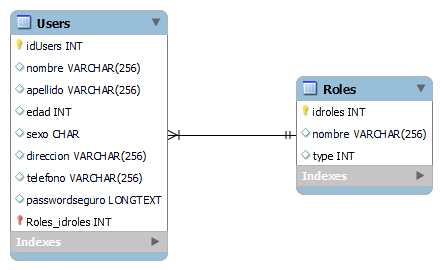 Users
idUsers INT
nombre VARCHAR(256)
apellido VARCHAR(256)
edad INT
sexo CHAR
direccion VARCHAR(256)
telefono VARCHAR(256)
passwordseguro LONGTEXT
Roles_idroles INT
Indexes
Roles
idroles INT
nombre VARCHAR(256)
type INT
Indexes